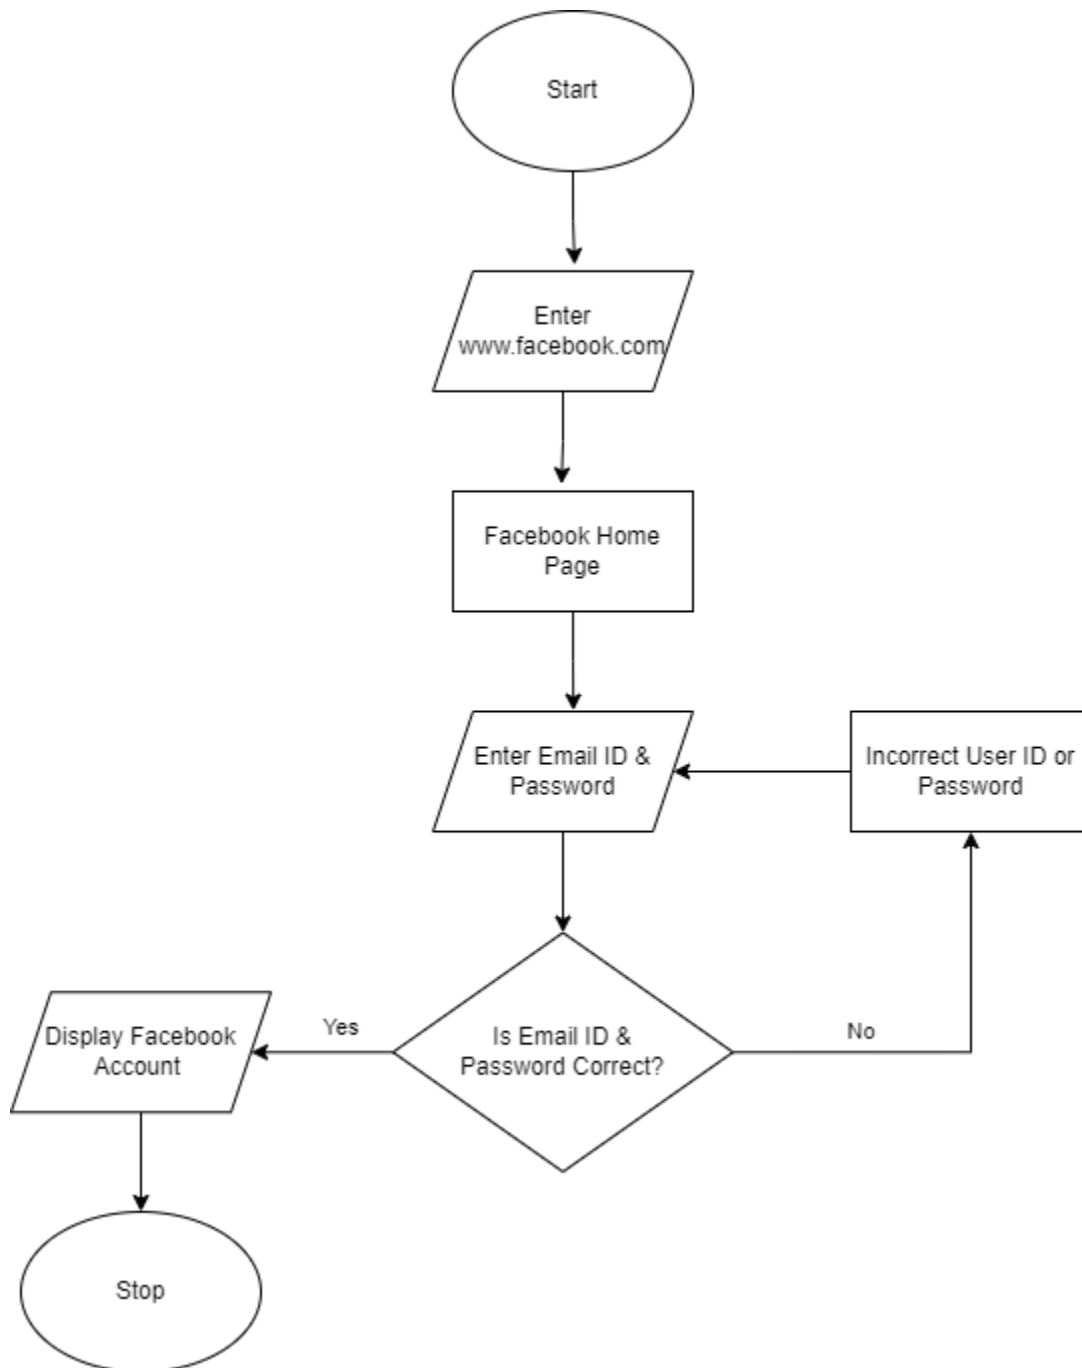 Start
Enter
www.facebook.com
Facebook Home
Page
Enter Email ID &
Password
Incorrect User ID or
Password
Is Email ID &
Password Correct?
Yes
No
Display Facebook
Account
Stop